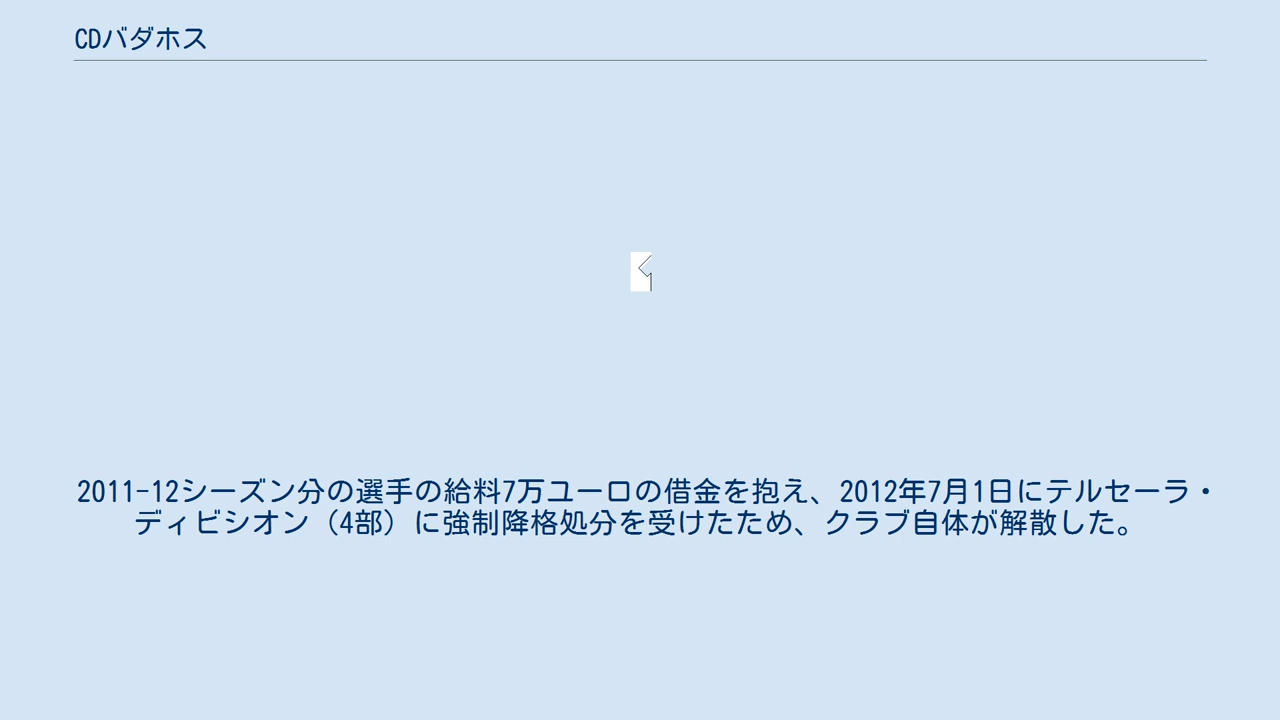 CDバダホス
2011-12シーズン分の選手の給料7万ユーロの借金を抱え、2012年7月1日にテルセーラ・
ディビシオン（4部）に強制降格処分を受けたため、クラブ自体が解散した。